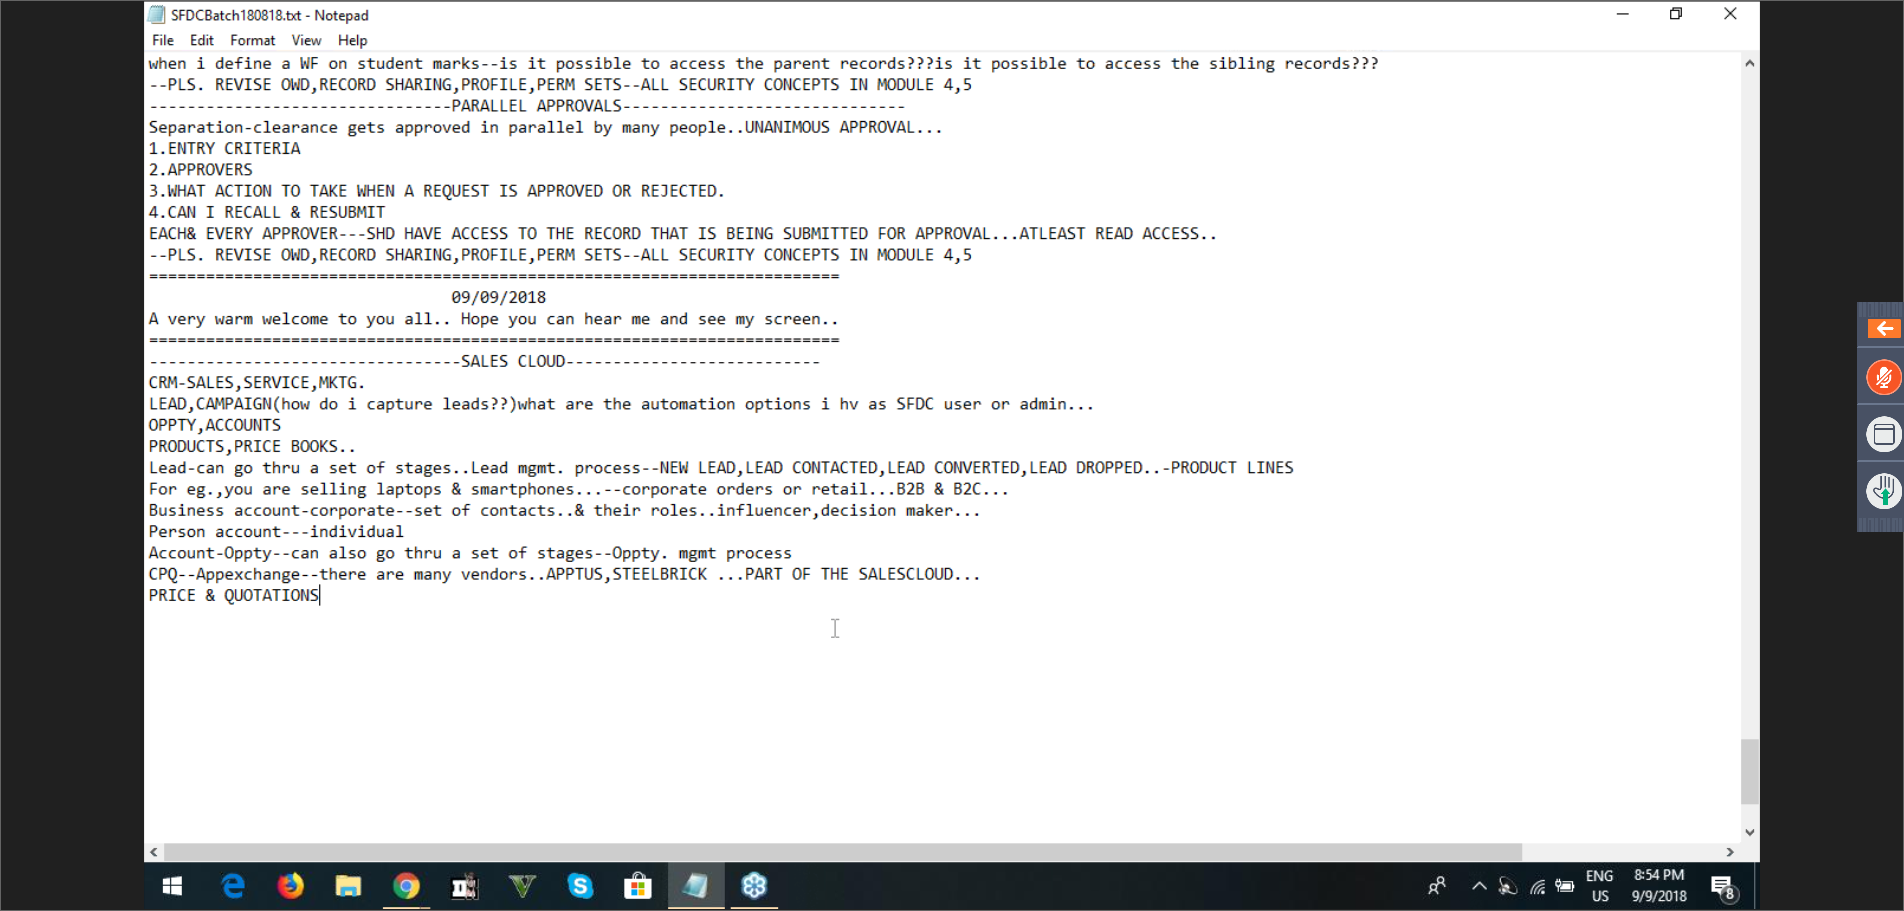 SFDCBatch180818.txt - Notepad
File Edit Format View Help
when i define a WF on student marks--is it possible to access the parent records???is it possible to access the sibling records???
--PLS. REVISE OWD,RECORD SHARING,PROFILE,PERM SETS--ALL SECURITY CONCEPTS IN MODULE 4,5
--------------------------------PARALLEL APPROVALS------------------------------
Separation-clearance gets approved in parallel by many people..UNANIMOUS APPROVAL...
1.ENTRY CRITERIA
2.APPROVERS
3.WHAT ACTION TO TAKE WHEN A REQUEST IS APPROVED OR REJECTED.
4.CAN I RECALL & RESUBMIT
EACH& EVERY APPROVER---SHD HAVE ACCESS TO THE RECORD THAT IS BEING SUBMITTED FOR APPROVAL...ATLEAST READ ACCESS..
--PLS. REVISE OWD,RECORD SHARING,PROFILE,PERM SETS--ALL SECURITY CONCEPTS IN MODULE 4,5
=========================================================================
09/09/2018
A very warm welcome to you all.. Hope you can hear me and see my screen..
=========================================================================
---------------------------------SALES CLOUD---------------------------
CRM-SALES,SERVICE,MKTG.
LEAD,CAMPAIGN(how do i capture leads??)what are the automation options i hv as SFDC user or admin...
OPPTY,ACCOUNTS
PRODUCTS,PRICE BOOKS..
Lead-can go thru a set of stages..Lead mgmt. process--NEW LEAD,LEAD CONTACTED,LEAD CONVERTED,LEAD DROPPED..-PRODUCT LINES
For eg.,you are selling laptops & smartphones...--corporate orders or retail...B2B & B2C...
Business account-corporate--set of contacts..& their roles..influencer,decision maker...
Person account---individual
Account-Oppty--can also go thru a set of stages--Oppty. mgmt process
CPQ--Appexchange--there are many vendors..APPTUS,STEELBRICK ...PART OF THE SALESCLOUD...
PRICE & QUOTATIONS
ENG
US
8:54 PM
9/9/2018
8